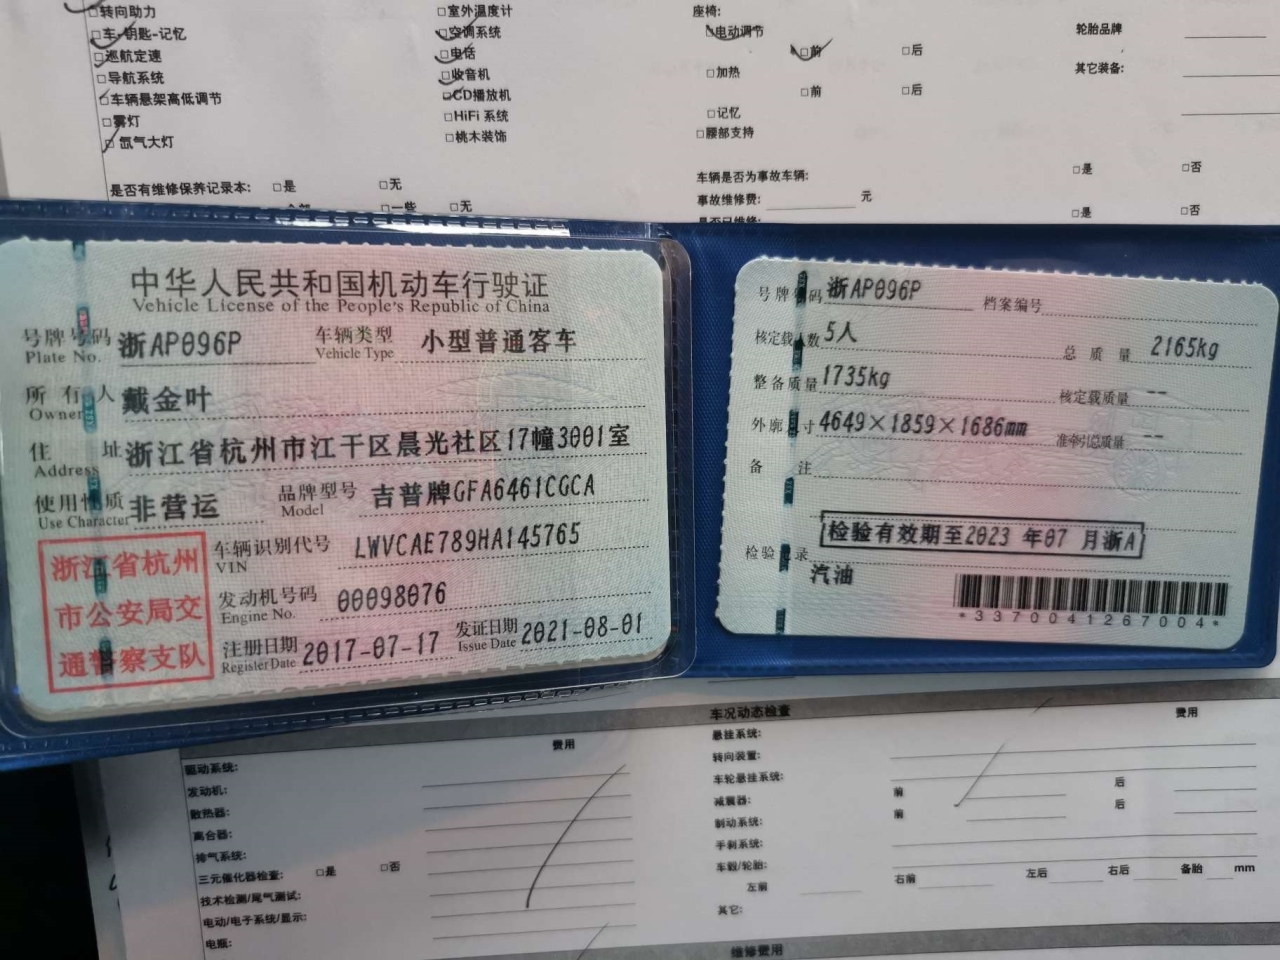 □转向助力
□车-钥匙-记忆
□巡航定速
□导航系统
□车辆悬架高低调节
□雾灯
□氙气大灯
是否有维修保养记录本: □是 □无
□室外温度计
□空调系统
□电话
□收音机
□CD播放机
□HiFi 系统
□桃木装饰
□一些 □无
座椅:
□电动调节
□前 □后
□加热
□前 □后
□记忆
□腰部支持
车辆是否为事故车辆: □是 □否
事故维修费: 元
是否已维修: □是 □否
轮胎品牌
其它装备:
中华人民共和国机动车行驶证
Vehicle License of the People's Republic of China
号牌号码 浙AP096P 车辆类型 小型普通客车
Plate No. Vehicle Type
所有人 戴金叶
Owner
住址 浙江省杭州市江干区晨光社区17幢3001室
Address
使用性质 非营运 品牌型号 吉普牌GFA6461CGCA
Use Character Model
浙江省杭州
市公安局交
通警察支队
车辆识别代号 LWVCAE789HA145765
VIN
发动机号码 00098076
Engine No.
注册日期 2017-07-17 发证日期 2021-08-01
Register Date Issue Date
号牌号码 浙AP096P 档案编号
核定载人数 5人 总质量 2165kg
整备质量 1735kg 核定载质量 --
外廓尺寸 4649×1859×1686mm 准牵引总质量 --
备注
检验有效期至2023 年07 月浙A
检验记录
汽油
*3370041267004*
车况动态检查
费用 费用
驱动系统:
发动机:
散热器:
离合器:
排气系统:
三元催化器检查: □是 □否
技术检测/尾气测试:
电动/电子系统/显示:
电瓶:
悬挂系统:
转向装置:
车轮悬挂系统: 前 后
减震器: 前 后
制动系统:
手刹系统:
车毂/轮胎:
左前 右前 左后 右后 备胎 mm
其它:
维修费用